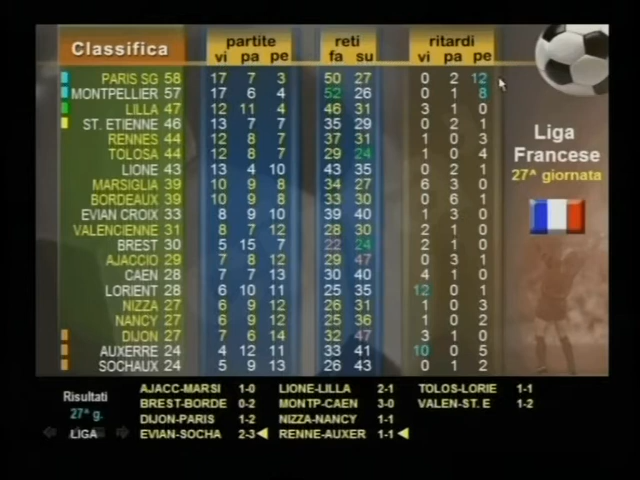 Classifica partite reti ritardi
vi pa pe fa su vi pa pe
PARIS SG 58 17 7 3 50 27 0 2 12
MONTPELLIER 57 17 6 4 52 26 0 1 8
LILLA 47 12 11 4 46 31 3 1 0
ST. ETIENNE 46 13 7 7 35 29 0 2 1
RENNES 44 12 8 7 37 31 1 0 3
TOLOSA 44 12 8 7 29 24 1 0 4
LIONE 43 13 4 10 43 35 0 2 1
MARSIGLIA 39 10 9 8 34 27 6 3 0
BORDEAUX 39 10 9 8 33 30 0 6 1
EVIAN CROIX 33 8 9 10 39 40 1 3 0
VALENCIENNE 31 8 7 12 28 30 2 1 0
BREST 30 5 15 7 22 24 2 1 0
AJACCIO 29 7 8 12 29 47 0 3 1
CAEN 28 7 7 13 30 40 4 1 0
LORIENT 28 6 10 11 25 35 12 0 1
NIZZA 27 6 9 12 26 31 1 0 3
NANCY 27 6 9 12 25 36 1 0 2
DIJON 27 7 6 14 32 47 3 1 0
AUXERRE 24 4 12 11 33 41 10 0 5
SOCHAUX 24 5 9 13 26 43 0 1 2
Liga
Francese
27^ giornata
Risultati
27^ g.
LIGA
AJACC-MARSI 1-0 LIONE-LILLA 2-1 TOLOS-LORIE 1-1
BREST-BORDE 0-2 MONTP-CAEN 3-0 VALEN-ST. E 1-2
DIJON-PARIS 1-2 NIZZA-NANCY 1-1
EVIAN-SOCHA 2-3 RENNE-AUXER 1-1